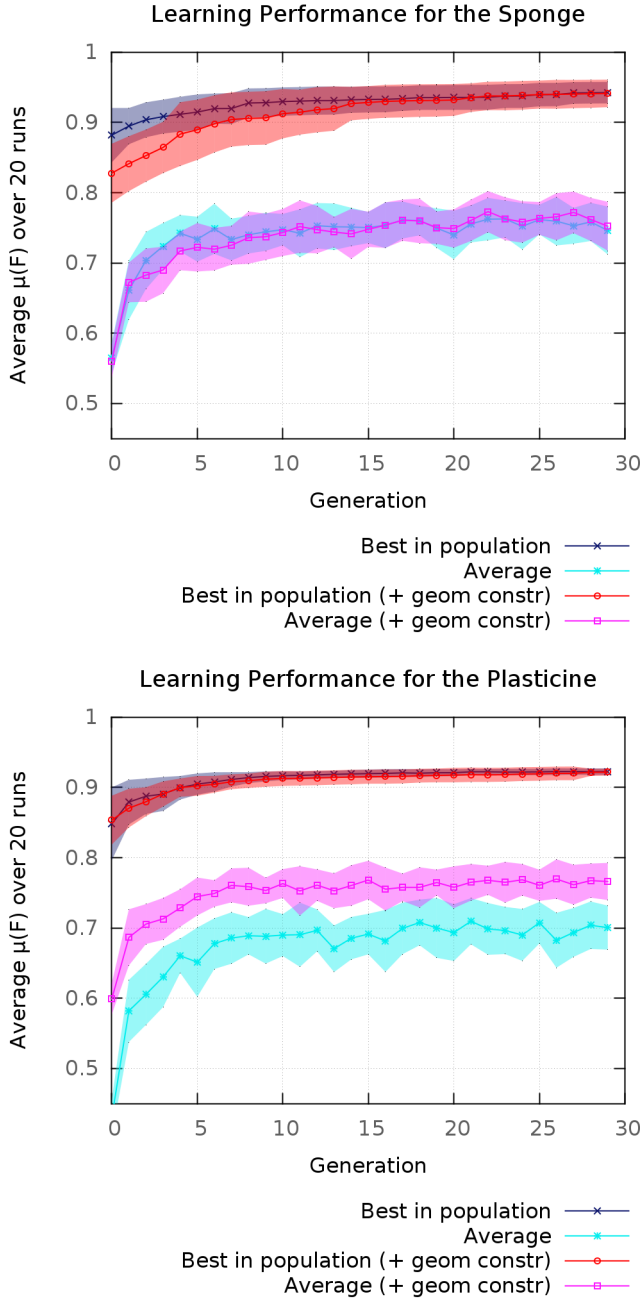 Learning Performance for the Sponge
1
0.9
0.8
0.7
0.6
0.5
Average μ(F) over 20 runs
0 5 10 15 20 25 30
Generation
Best in population
Average
Best in population (+ geom constr)
Average (+ geom constr)
Learning Performance for the Plasticine
1
0.9
0.8
0.7
0.6
0.5
Average μ(F) over 20 runs
0 5 10 15 20 25 30
Generation
Best in population
Average
Best in population (+ geom constr)
Average (+ geom constr)